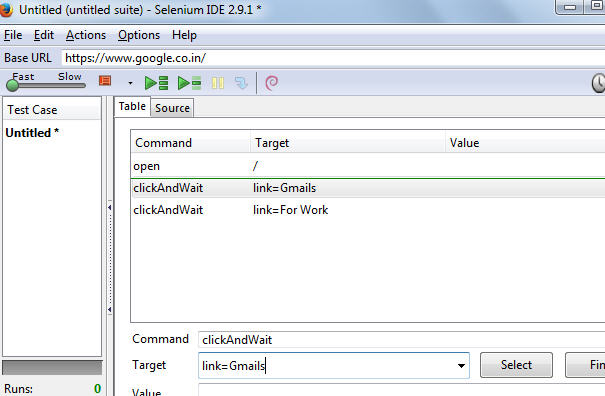 Untitled (untitled suite) - Selenium IDE 2.9.1 *
File Edit Actions Options Help
Base URL https://www.google.co.in/
Fast Slow
Test Case
Table Source
Untitled *
Command Target Value
open /
clickAndWait link=Gmails
clickAndWait link=For Work
Command clickAndWait
Target link=Gmails Select Fin
Runs: 0
Value